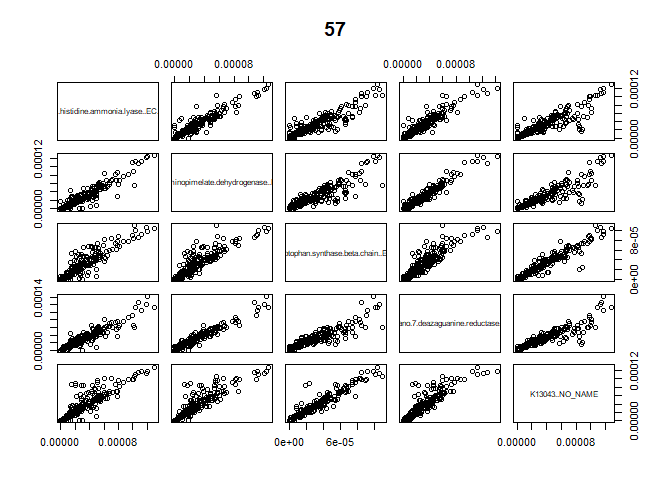 57
0.00000 0.00008 0.00000 0.00008
.histidine.ammonia.lyase..EC
0.00000 0.00012
0.00000 0.00012
minopimelate.dehydrogenase..
ptophan.synthase.beta.chain..E
0e+00 8e-05
0.00000 0.00014
ano.7.deazaguanine.reductase
K13043..NO_NAME
0.00000 0.00012
0.00000 0.00008 0e+00 6e-05 0.00000 0.00008